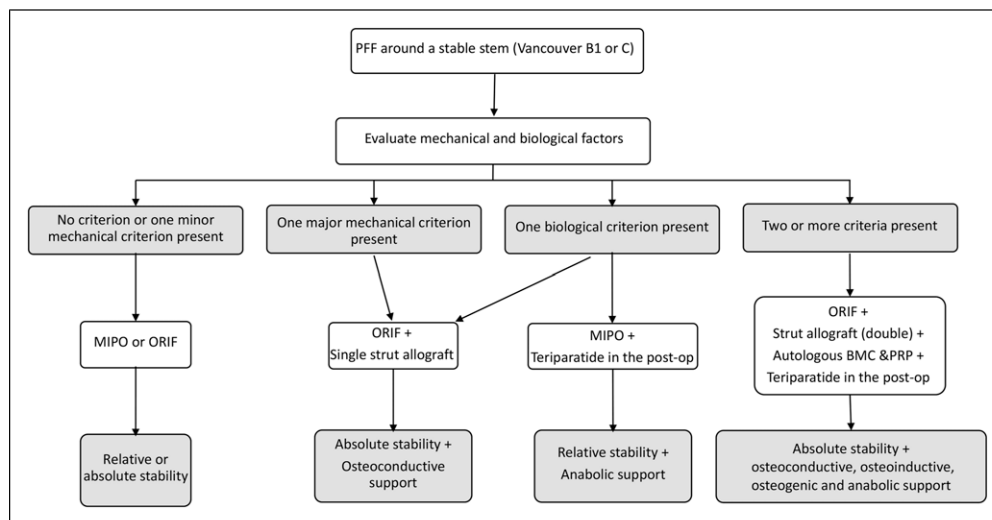 PFF around a stable stem (Vancouver B1 or C)
Evaluate mechanical and biological factors
No criterion or one minor
mechanical criterion present
One major mechanical criterion
present
One biological criterion present
Two or more criteria present
MIPO or ORIF
ORIF +
Single strut allograft
MIPO +
Teriparatide in the post-op
ORIF +
Strut allograft (double) +
Autologous BMC &PRP +
Teriparatide in the post-op
Relative or
absolute stability
Absolute stability +
Osteoconductive
support
Relative stability +
Anabolic support
Absolute stability +
osteoconductive, osteoinductive,
osteogenic and anabolic support